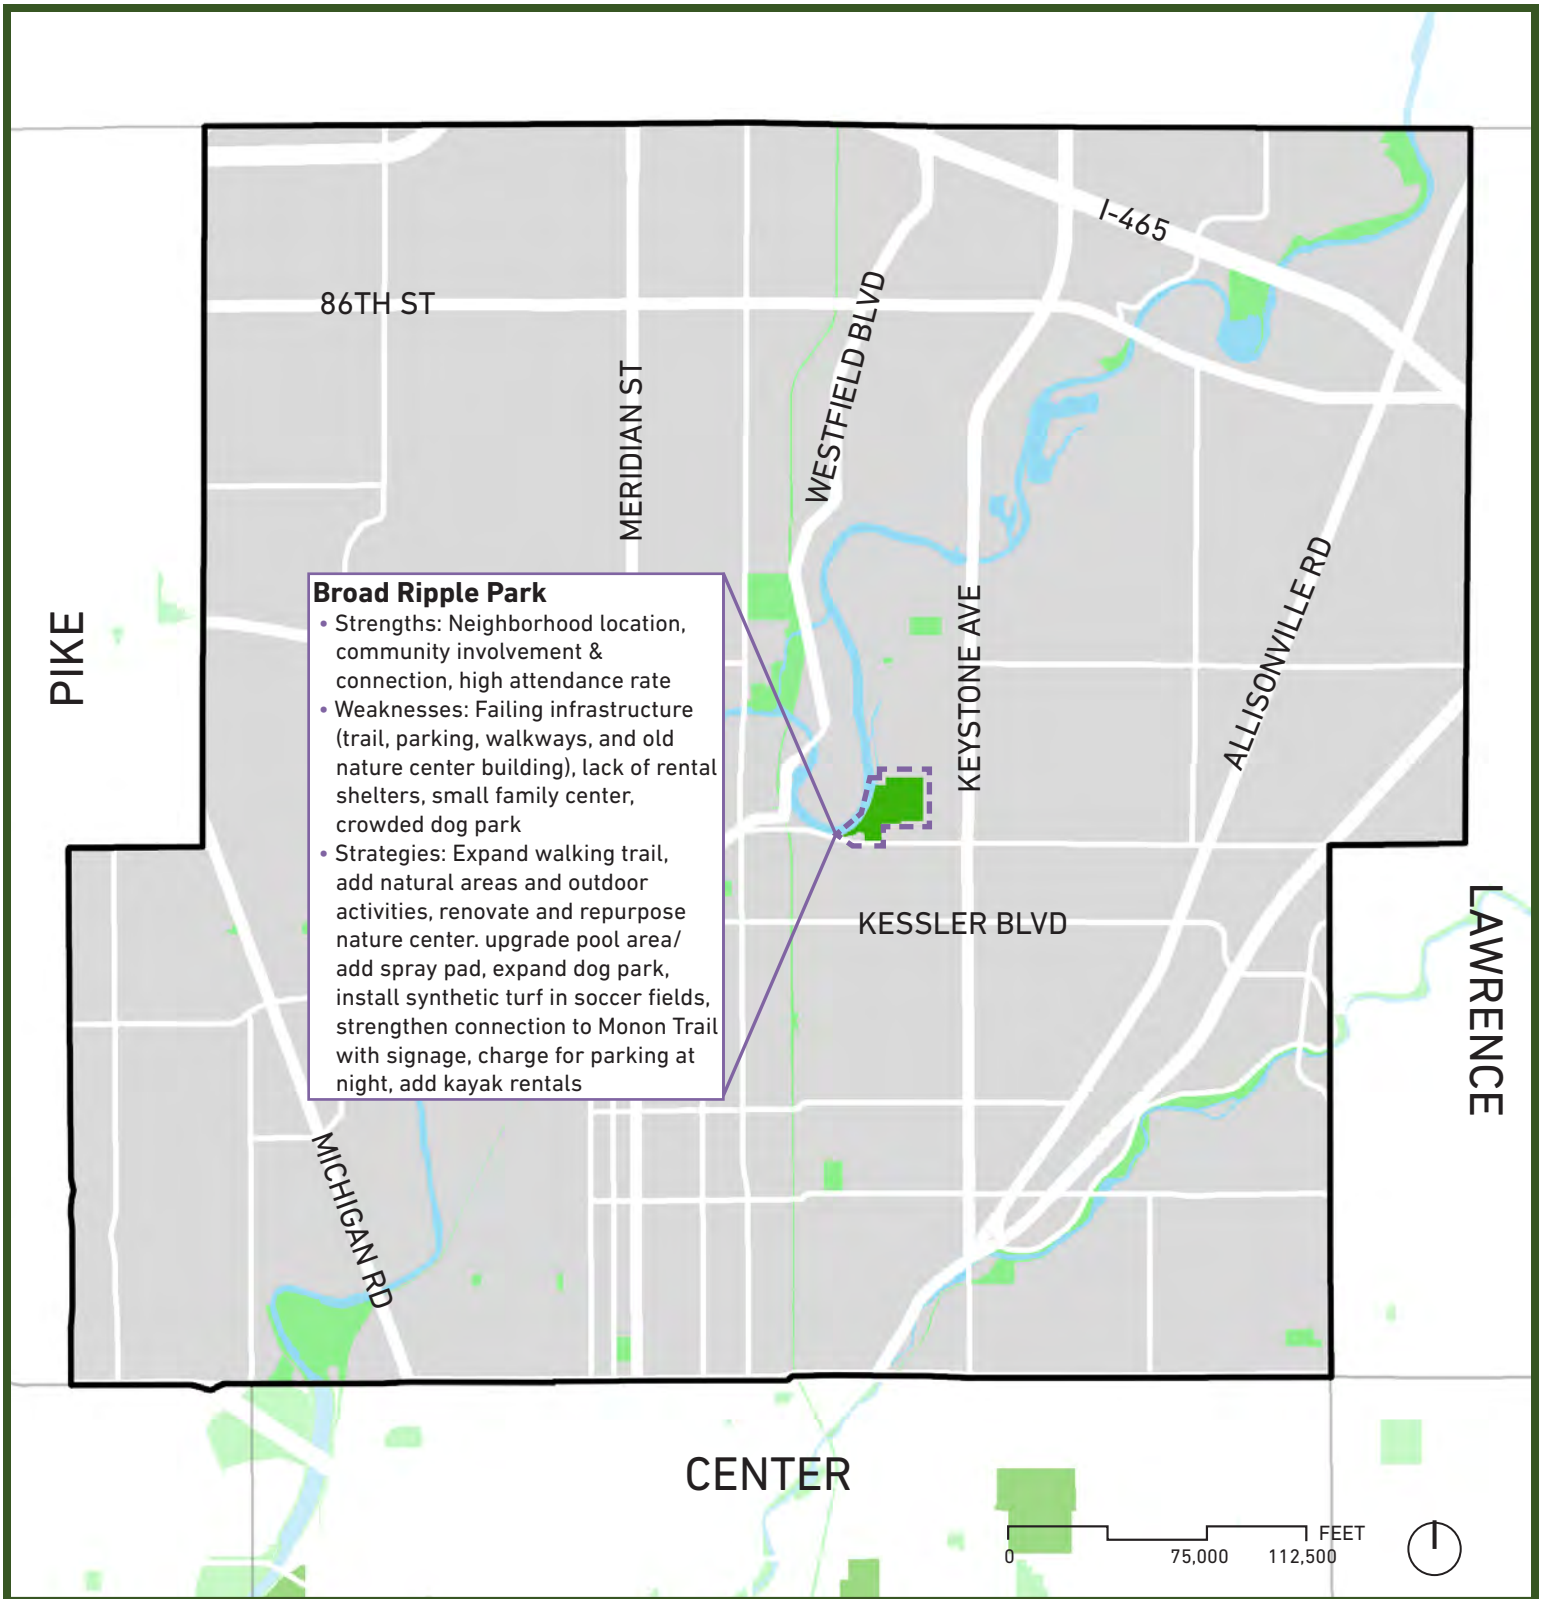 I-465
86TH ST
WESTFIELD BLVD
MERIDIAN ST
ALLISONVILLE RD
KEYSTONE AVE
PIKE
Broad Ripple Park
• Strengths: Neighborhood location,
community involvement &
connection, high attendance rate
• Weaknesses: Failing infrastructure
(trail, parking, walkways, and old
nature center building), lack of rental
shelters, small family center,
crowded dog park
• Strategies: Expand walking trail,
add natural areas and outdoor
activities, renovate and repurpose
nature center. upgrade pool area/
add spray pad, expand dog park,
install synthetic turf in soccer fields,
strengthen connection to Monon Trail
with signage, charge for parking at
night, add kayak rentals
KESSLER BLVD
LAWRENCE
MICHIGAN RD
CENTER
FEET
0 75,000 112,500